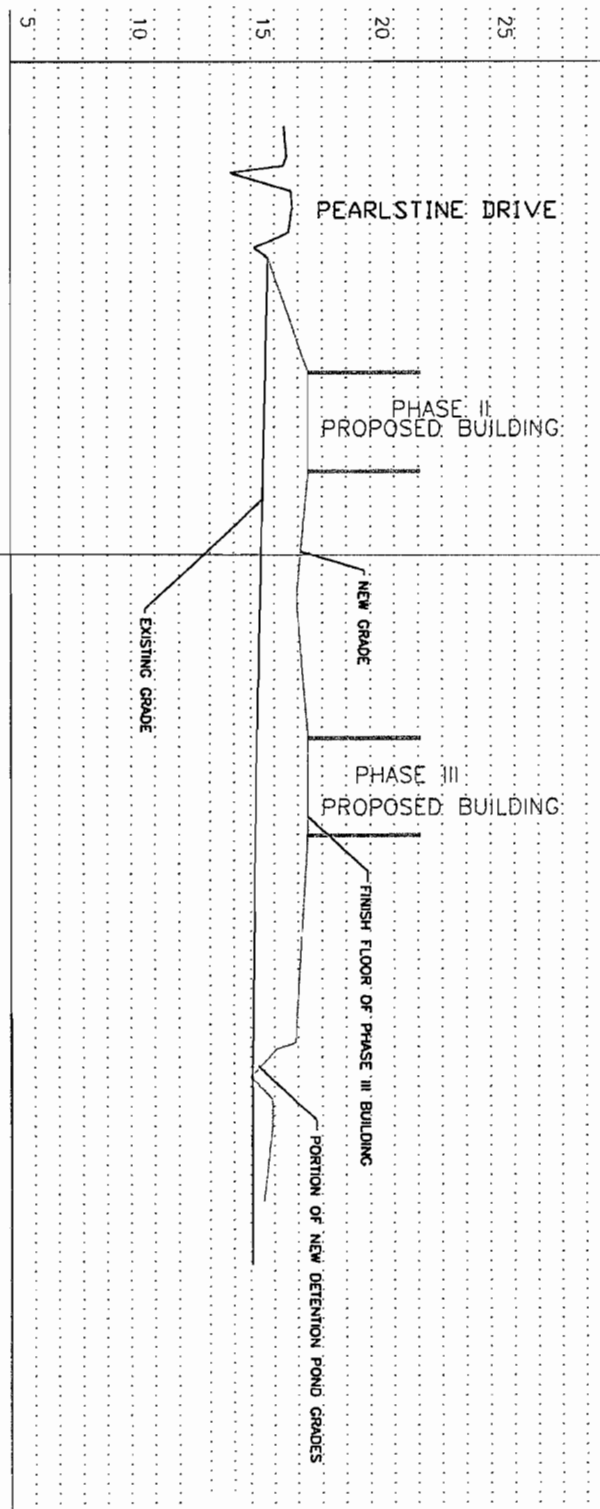 5
10
15
20
25
PEARLSTINE DRIVE
PHASE II
PROPOSED BUILDING
NEW GRADE
EXISTING GRADE
PHASE III
PROPOSED BUILDING
FINISH FLOOR OF PHASE III BUILDING
PORTION OF NEW DETENTION POND GRADES